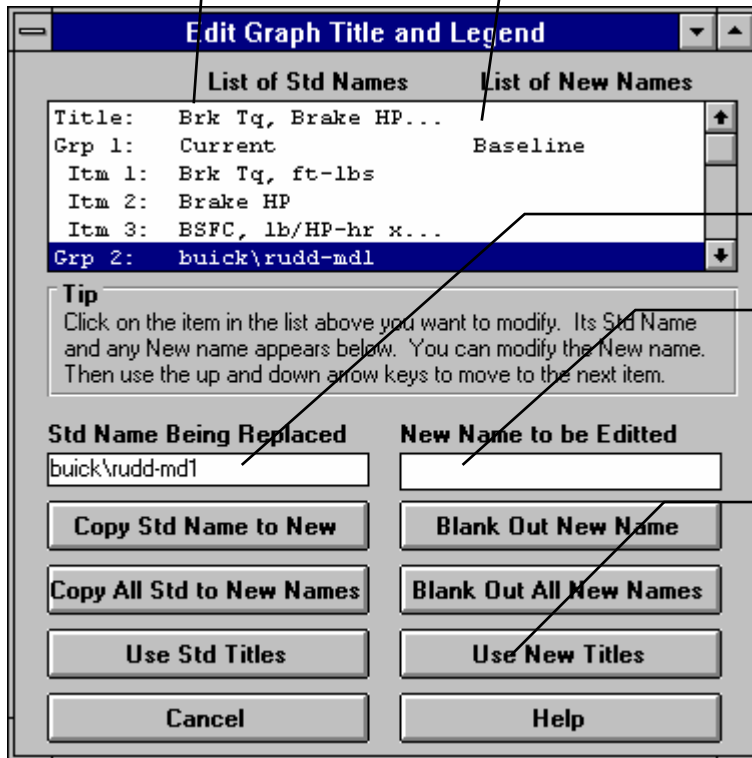 Edit Graph Title and Legend
List of Std Names List of New Names
Title: Brk Tq, Brake HP...
Grp 1: Current Baseline
Itm 1: Brk Tq, ft-lbs
Itm 2: Brake HP
Itm 3: BSFC, lb/HP-hr x...
Grp 2: buick\rudd-md1
Tip
Click on the item in the list above you want to modify. Its Std Name
and any New name appears below. You can modify the New name.
Then use the up and down arrow keys to move to the next item.
Std Name Being Replaced New Name to be Editted
buick\rudd-md1
Copy Std Name to New Blank Out New Name
Copy All Std to New Names Blank Out All New Names
Use Std Titles Use New Titles
Cancel Help